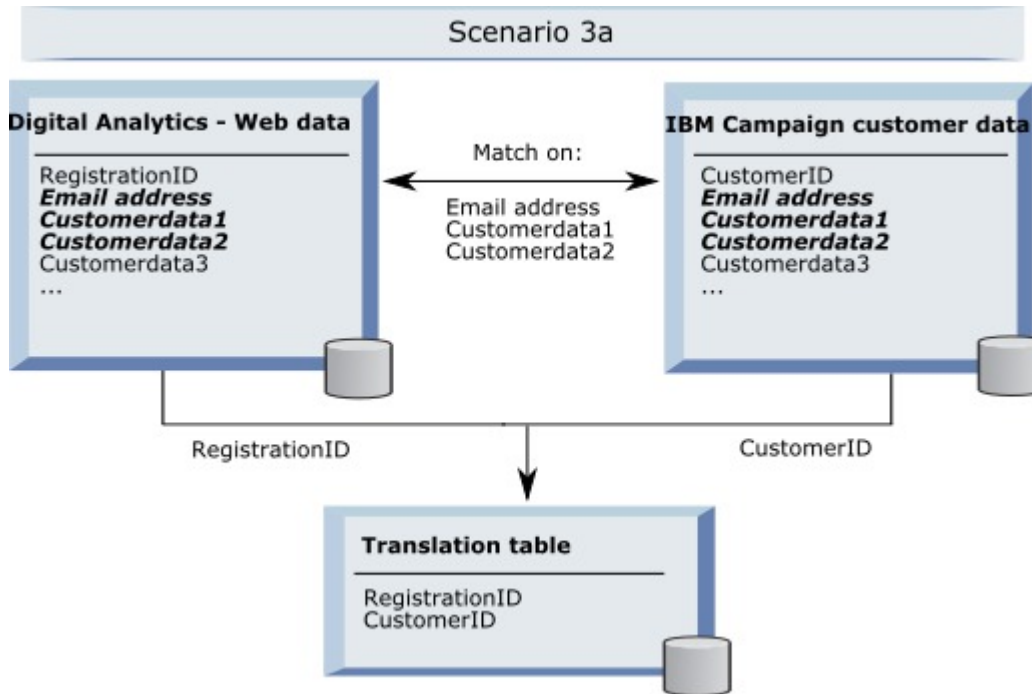 Scenario 3a
Digital Analytics - Web data
RegistrationID
Email address
Customerdata1
Customerdata2
Customerdata3
...
Match on:
Email address
Customerdata1
Customerdata2
IBM Campaign customer data
CustomerID
Email address
Customerdata1
Customerdata2
Customerdata3
...
RegistrationID
CustomerID
Translation table
RegistrationID
CustomerID